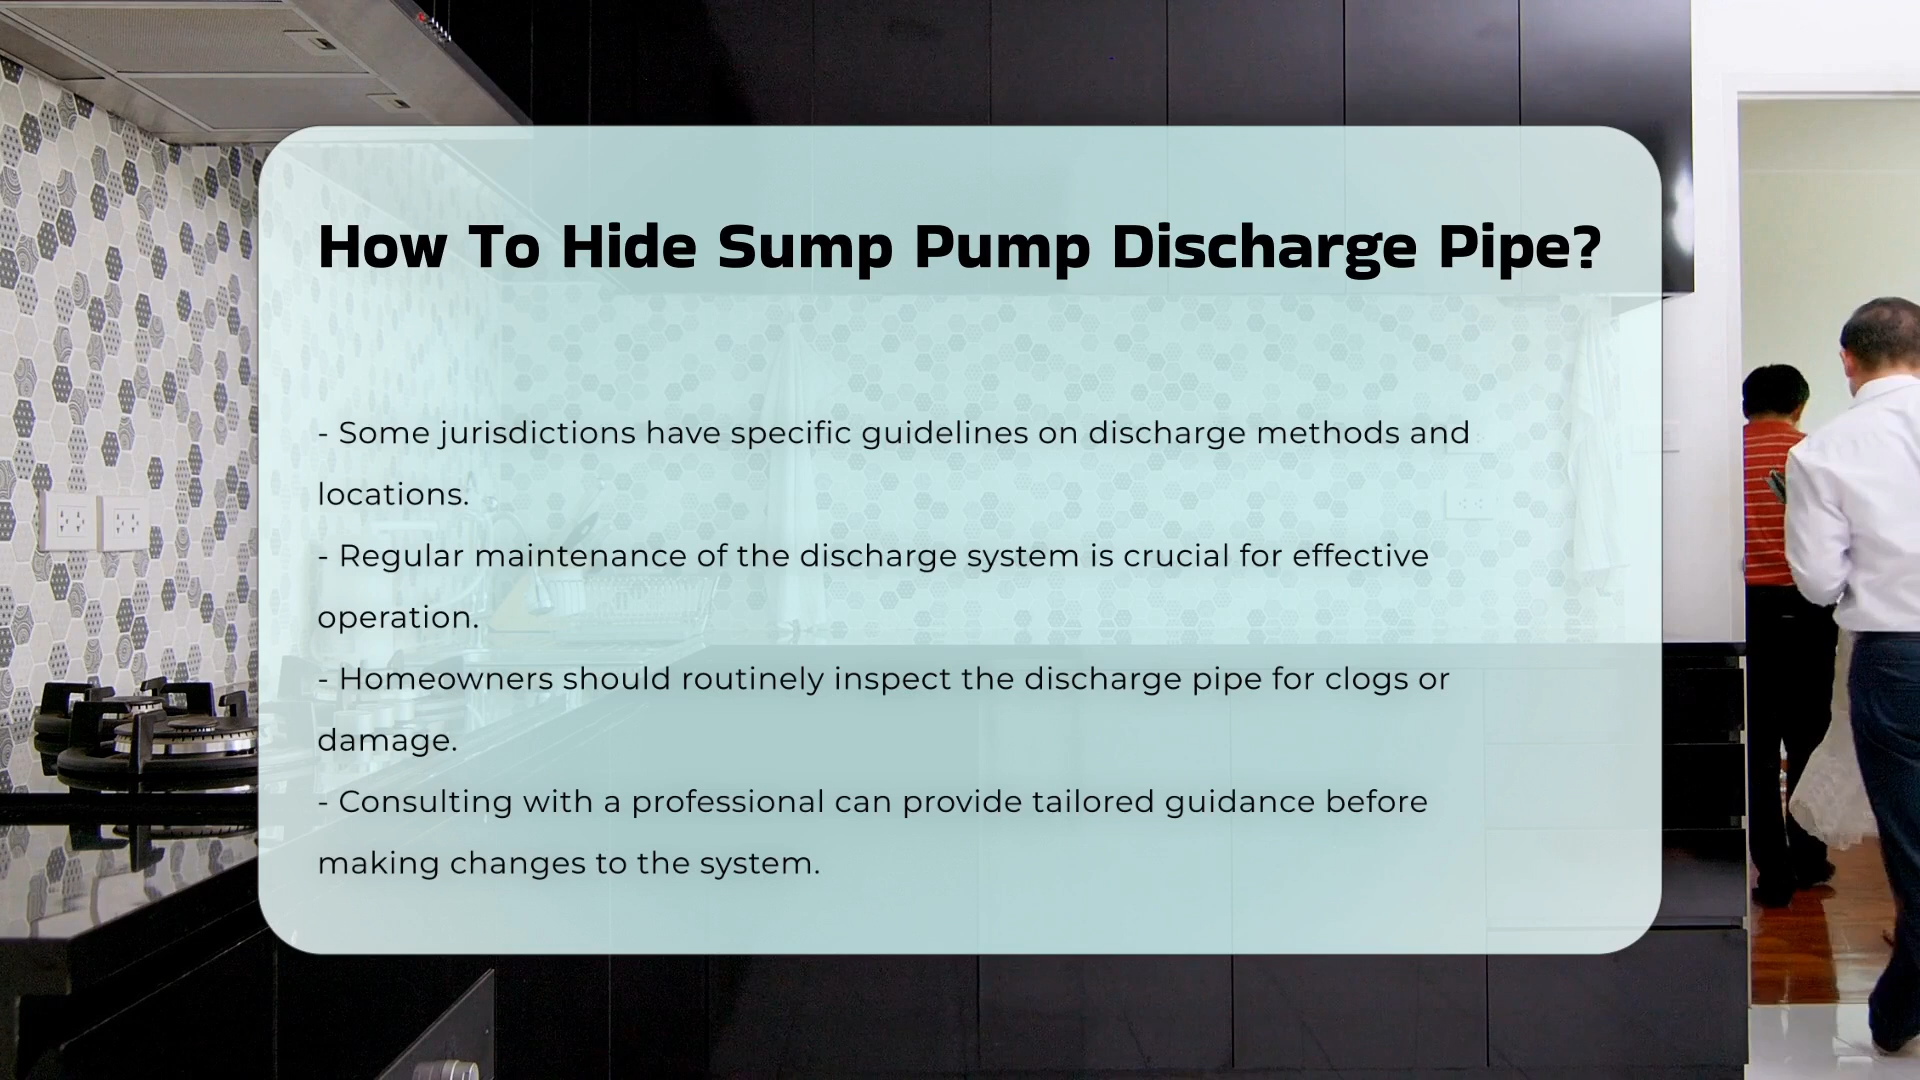 How To Hide Sump Pump Discharge Pipe?
- Some jurisdictions have specific guidelines on discharge methods and
locations.
- Regular maintenance of the discharge system is crucial for effective
operation.
- Homeowners should routinely inspect the discharge pipe for clogs or
damage.
- Consulting with a professional can provide tailored guidance before
making changes to the system.